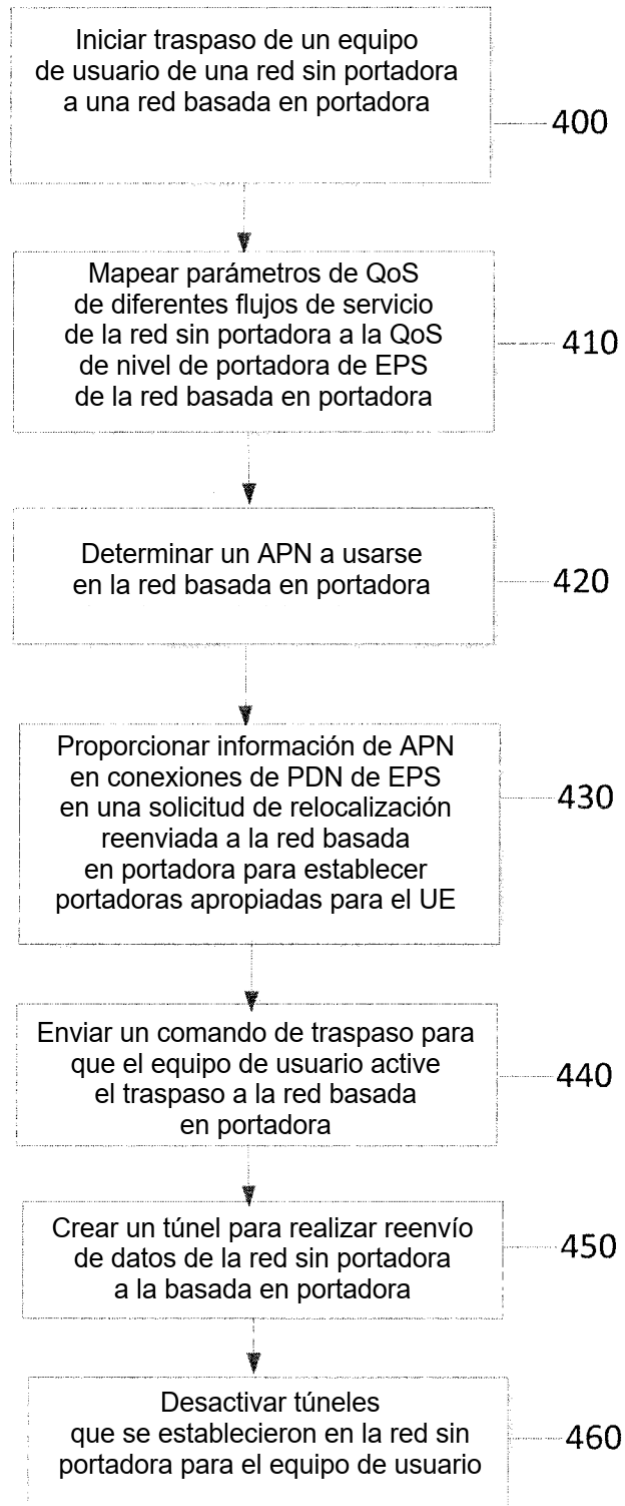 Iniciar traspaso de un equipo
de usuario de una red sin portadora
a una red basada en portadora
400
Mapear parámetros de QoS
de diferentes flujos de servicio
de la red sin portadora a la QoS
de nivel de portadora de EPS
de la red basada en portadora
410
Determinar un APN a usarse
en la red basada en portadora
420
Proporcionar información de APN
en conexiones de PDN de EPS
en una solicitud de relocalización
reenviada a la red basada
en portadora para establecer
portadoras apropiadas para el UE
430
Enviar un comando de traspaso para
que el equipo de usuario active
el traspaso a la red basada
en portadora
440
Crear un túnel para realizar reenvío
de datos de la red sin portadora
a la basada en portadora
450
Desactivar túneles
que se establecieron en la red sin
portadora para el equipo de usuario
460